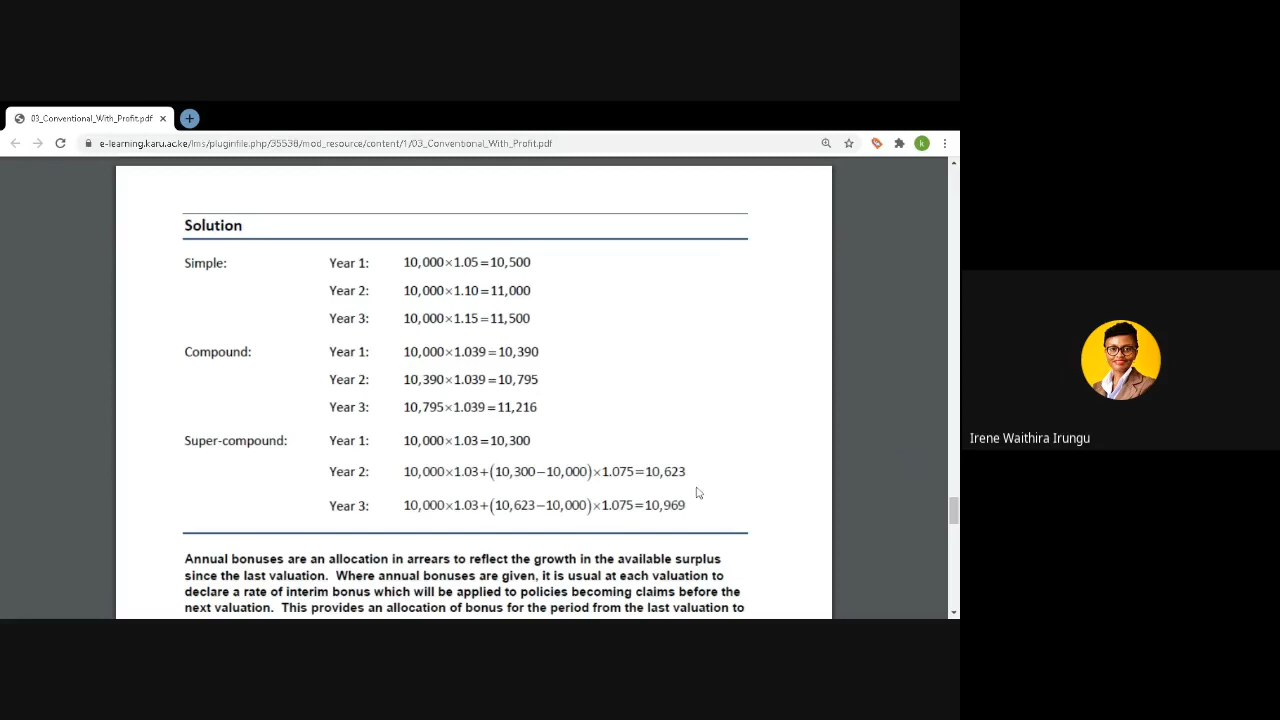 03_Conventional_With_Profit.pdf
e-learning.karu.ac.ke/lms/pluginfile.php/35538/mod_resource/content/1/03_Conventional_With_Profit.pdf
k
Solution
Simple: Year 1: 10,000×1.05=10,500
Year 2: 10,000×1.10=11,000
Year 3: 10,000×1.15=11,500
Compound: Year 1: 10,000×1.039=10,390
Year 2: 10,390×1.039=10,795
Year 3: 10,795×1.039=11,216
Super-compound: Year 1: 10,000×1.03=10,300
Year 2: 10,000×1.03+(10,300−10,000)×1.075=10,623
Year 3: 10,000×1.03+(10,623−10,000)×1.075=10,969
Annual bonuses are an allocation in arrears to reflect the growth in the available surplus
since the last valuation. Where annual bonuses are given, it is usual at each valuation to
declare a rate of interim bonus which will be applied to policies becoming claims before the
next valuation. This provides an allocation of bonus for the period from the last valuation to
Irene Waithira Irungu